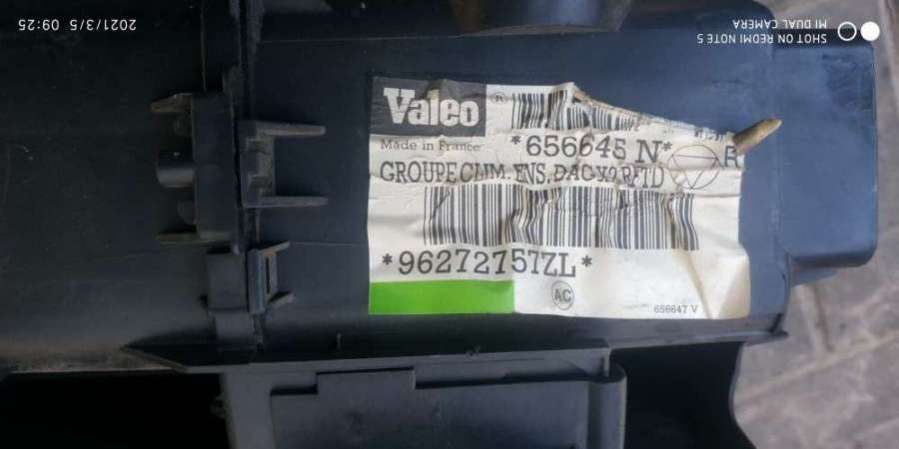 Valeo ®
Made in France
*656645 N*
R
GROUPE CLIM. ENS. DAC X2 RFTD
*96272757ZL*
AC
656647 V
SHOT ON REDMI NOTE 5
MI DUAL CAMERA
2021/3/5 09:25